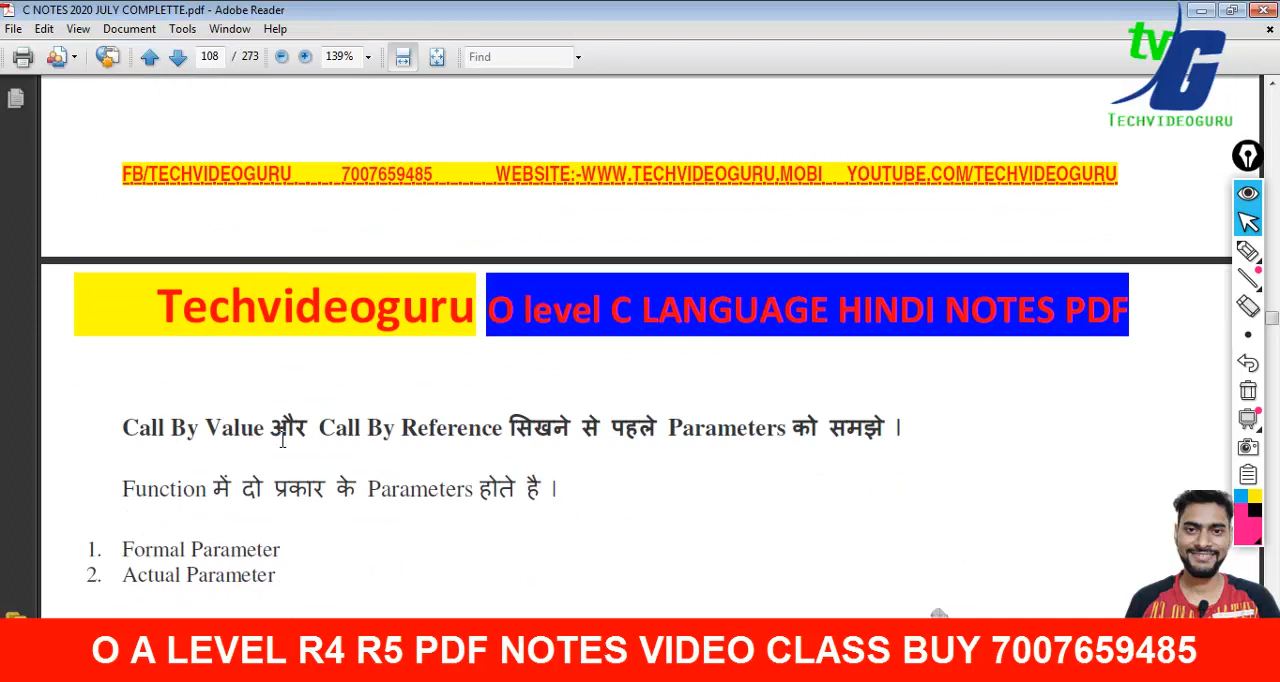 C NOTES 2020 JULY COMPLETTE.pdf - Adobe Reader
File Edit View Document Tools Window Help
108 / 273 139% Find
tvG
TECHVIDEOGURU
FB/TECHVIDEOGURU 7007659485 WEBSITE:-WWW.TECHVIDEOGURU.MOBI YOUTUBE.COM/TECHVIDEOGURU
Techvideoguru O level C LANGUAGE HINDI NOTES PDF
Call By Value और Call By Reference सिखने से पहले Parameters को समझे |
Function में दो प्रकार के Parameters होते है |
1. Formal Parameter
2. Actual Parameter
O A LEVEL R4 R5 PDF NOTES VIDEO CLASS BUY 7007659485